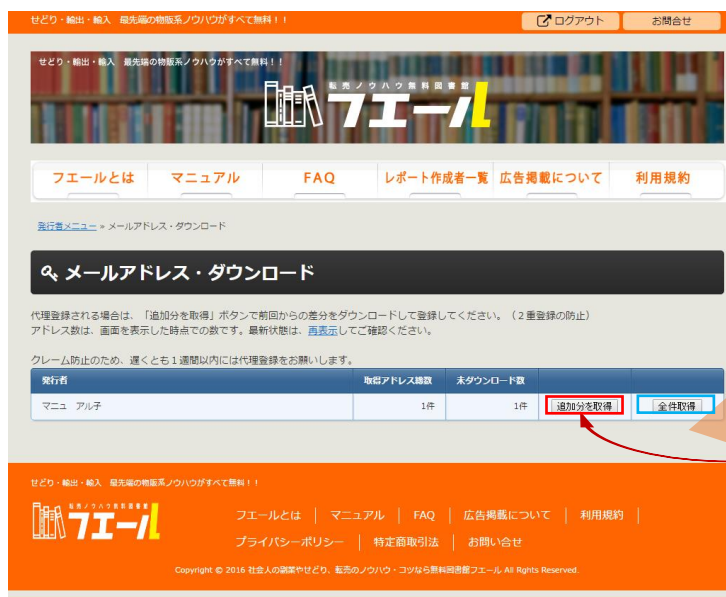 せどり・輸出・輸入　最先端の物販系ノウハウがすべて無料！！
ログアウト
お問合せ
せどり・輸出・輸入　最先端の物販系ノウハウがすべて無料！！
転売ノウハウ無料図書館
フエール
フエールとは
マニュアル
FAQ
レポート作成者一覧
広告掲載について
利用規約
発行者メニュー » メールアドレス・ダウンロード
メールアドレス・ダウンロード
代理登録される場合は、「追加分を取得」ボタンで前回からの差分をダウンロードして登録してください。（２重登録の防止）
アドレス数は、画面を表示した時点での数です。最新状態は、再表示してご確認ください。
クレーム防止のため、遅くとも１週間以内には代理登録をお願いします。
発行者 取得アドレス総数 未ダウンロード数
マニュ　アル子 1件 1件 追加分を取得 全件取得
せどり・輸出・輸入　最先端の物販系ノウハウがすべて無料！！
転売ノウハウ無料図書館
フエール
フエールとは ｜ マニュアル ｜ FAQ ｜ 広告掲載について ｜ 利用規約 ｜
プライバシーポリシー ｜ 特定商取引法 ｜ お問い合せ
Copyright © 2016 社会人の副業やせどり、転売のノウハウ・コツなら無料図書館フエール All Rights Reserved.